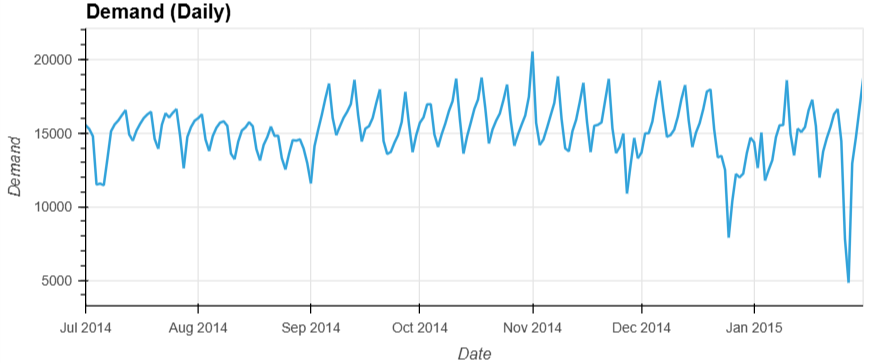 Demand (Daily)
20000
15000
10000
5000
Demand
Jul 2014 Aug 2014 Sep 2014 Oct 2014 Nov 2014 Dec 2014 Jan 2015
Date